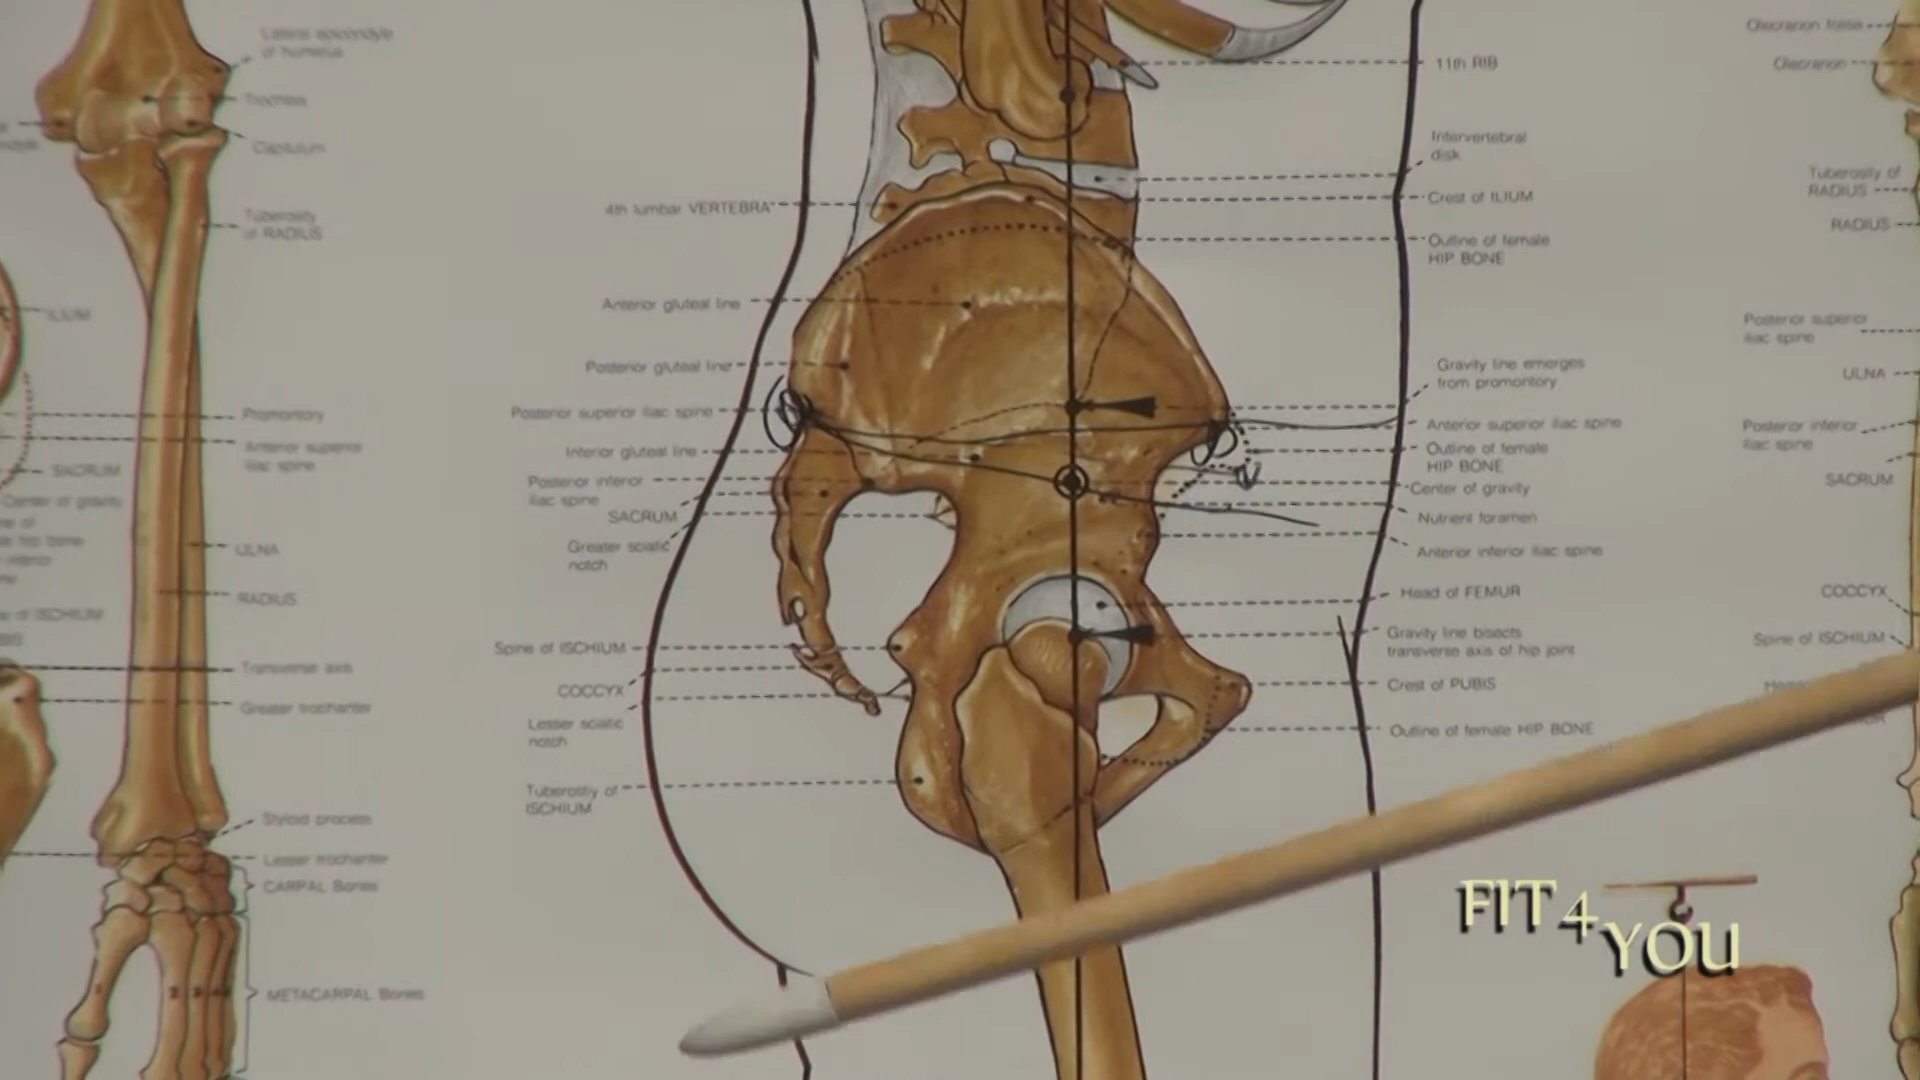 Lateral epicondyle
of humerus
Trochlea
Capitulum
Tuberosity
of RADIUS
ILIUM
Promontory
Anterior superior
iliac spine
SACRUM
Center of gravity
ULNA
RADIUS
of ISCHIUM
Transverse axis
Greater trochanter
Styloid process
Lesser trochanter
CARPAL Bones
METACARPAL Bones
4th lumbar VERTEBRA
Anterior gluteal line
Posterior gluteal line
Posterior superior iliac spine
Inferior gluteal line
Posterior inferior
iliac spine
SACRUM
Greater sciatic
notch
Spine of ISCHIUM
COCCYX
Lesser sciatic
notch
Tuberosity of
ISCHIUM
11th RIB
Intervertebral
disk
Crest of ILIUM
Outline of female
HIP BONE
Gravity line emerges
from promontory
Anterior superior iliac spine
Outline of female
HIP BONE
Center of gravity
Nutrient foramen
Anterior inferior iliac spine
Head of FEMUR
Gravity line bisects
transverse axis of hip joint
Crest of PUBIS
Outline of female HIP BONE
Olecranon fossa
Olecranon
Tuberosity of
RADIUS
RADIUS
Posterior superior
iliac spine
ULNA
Posterior inferior
iliac spine
SACRUM
COCCYX
Spine of ISCHIUM
FIT 4
YOU